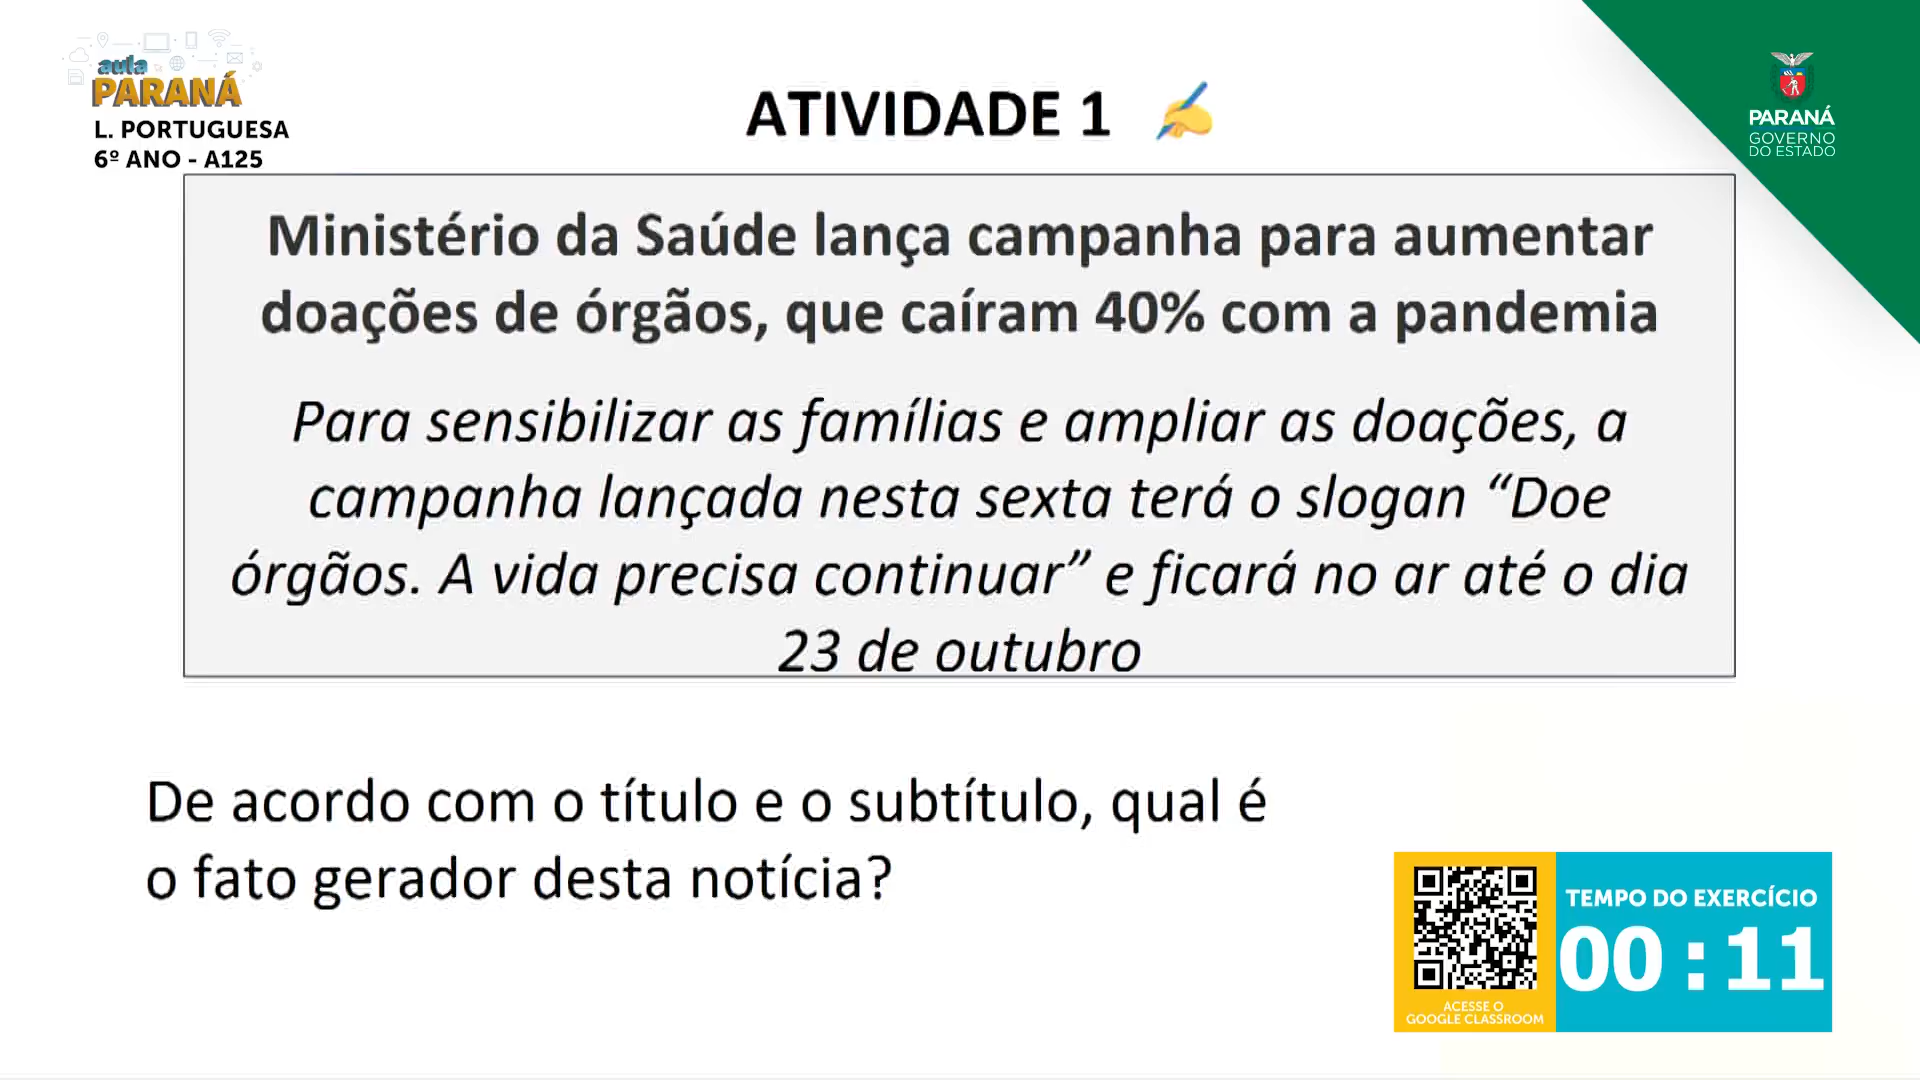 aula
PARANÁ
L. PORTUGUESA
6º ANO - A125
ATIVIDADE 1
PARANÁ
GOVERNO
DO ESTADO
Ministério da Saúde lança campanha para aumentar
doações de órgãos, que caíram 40% com a pandemia
Para sensibilizar as famílias e ampliar as doações, a
campanha lançada nesta sexta terá o slogan “Doe
órgãos. A vida precisa continuar” e ficará no ar até o dia
23 de outubro
De acordo com o título e o subtítulo, qual é
o fato gerador desta notícia?
TEMPO DO EXERCÍCIO
00 : 11
ACESSE O
GOOGLE CLASSROOM